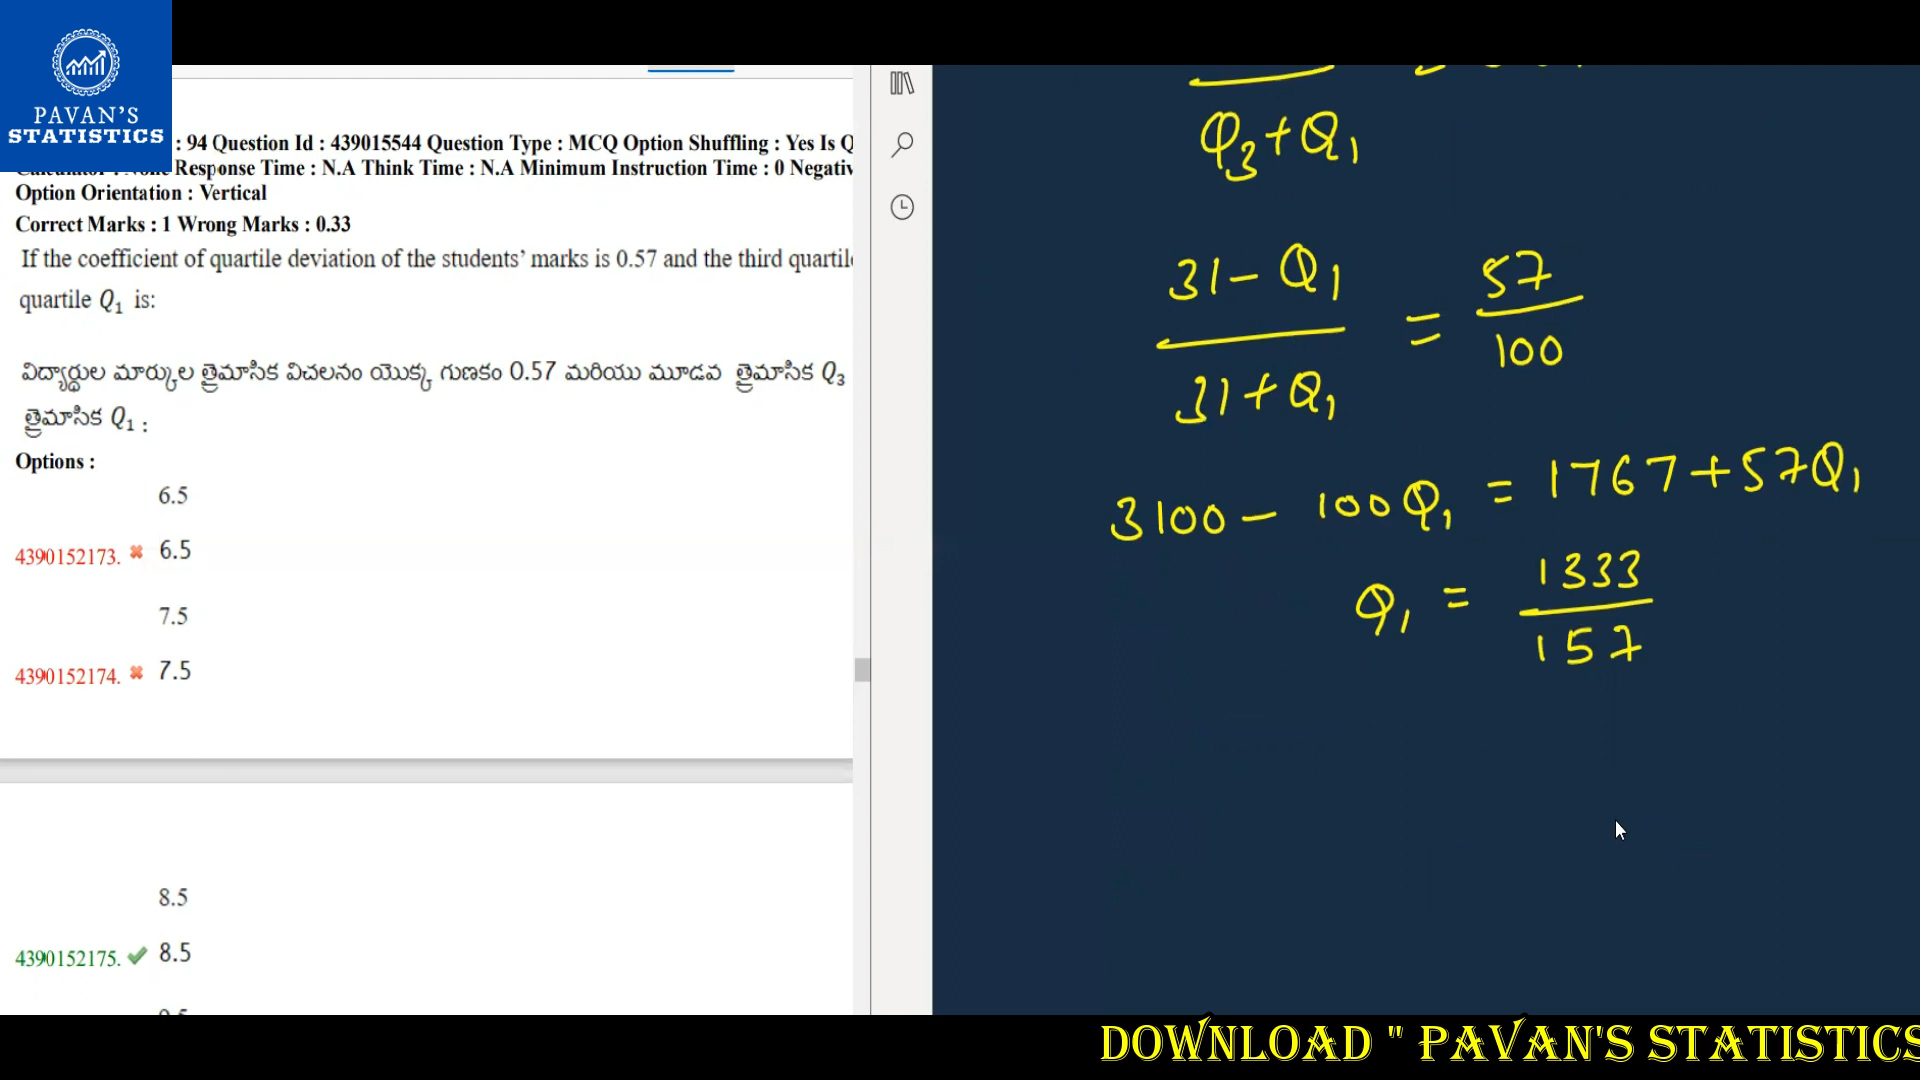 PAVAN'S
STATISTICS
: 94 Question Id : 439015544 Question Type : MCQ Option Shuffling : Yes Is Q
Response Time : N.A Think Time : N.A Minimum Instruction Time : 0 Negativ
Option Orientation : Vertical
Correct Marks : 1 Wrong Marks : 0.33
If the coefficient of quartile deviation of the students' marks is 0.57 and the third quartile
quartile Q₁ is:
విద్యార్థుల మార్కుల త్రైమాసిక విచలనం యొక్క గుణకం 0.57 మరియు మూడవ త్రైమాసిక Q₃
త్రైమాసిక Q₁ :
Options :
6.5
4390152173. ✖ 6.5
7.5
4390152174. ✖ 7.5
8.5
4390152175. ✔ 8.5
Q₃+Q₁
31 - Q₁
31 + Q₁
=
57
100
3100 - 100Q₁ = 1767 + 57Q₁
Q₁ =
1333
157
DOWNLOAD " PAVAN'S STATISTICS